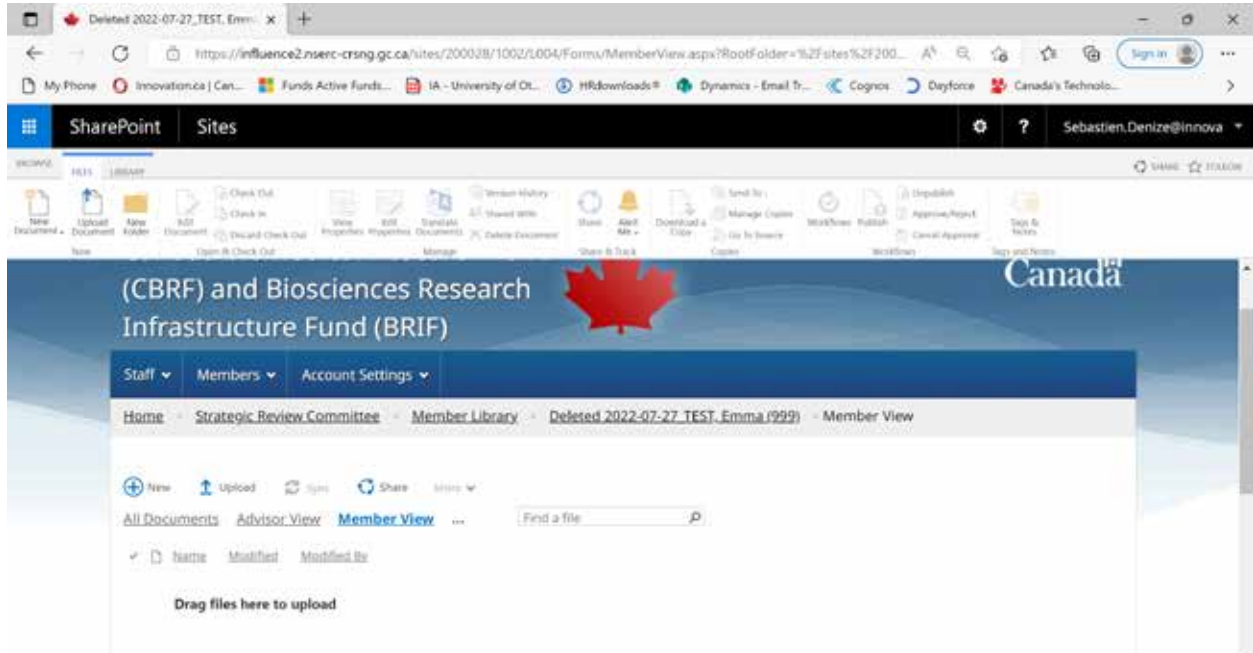 Deleted 2022-07-27_TEST, Emm
https://influence2.nserc-crsng.gc.ca/sites/200028/1002/L004/Forms/MemberView.aspx?RootFolder=%2Fsites%2F200...
Sign in
My Phone Innovation.ca | Can... Funds Active Funds... IA - University of Ot... HRdownloads® Dynamics - Email Tr... Cognos Dayforce Canada's Technolo...
SharePoint Sites ? Sebastien.Denize@innova
BROWSE FILES LIBRARY SHARE FOLLOW
New Document Upload Document New Folder Edit Document Check Out Check In Discard Check Out View Properties Edit Properties Translate Documents Version History Shared With Delete Document Share Alert Me Download a Copy Send To Manage Copies Go To Source Workflows Publish Unpublish Approve/Reject Cancel Approval Tags & Notes
New Open & Check Out Manage Share & Track Copies Workflows Tags and Notes
(CBRF) and Biosciences Research
Infrastructure Fund (BRIF)
Canada
Staff Members Account Settings
Home Strategic Review Committee Member Library Deleted 2022-07-27_TEST, Emma (999) Member View
New Upload Sync Share More
All Documents Advisor View Member View ... Find a file
Name Modified Modified By
Drag files here to upload